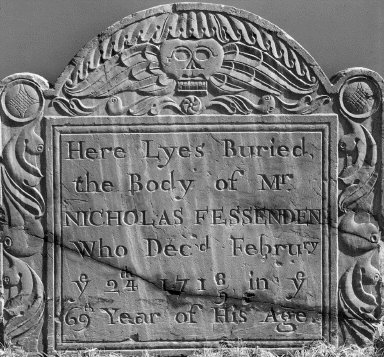 Here Lyes Buried,
the Body of Mr.
NICHOLAS FESSENDEN
Who Dec'd Februry
ye 24th 1718/9 in ye
69th Year of His Age.